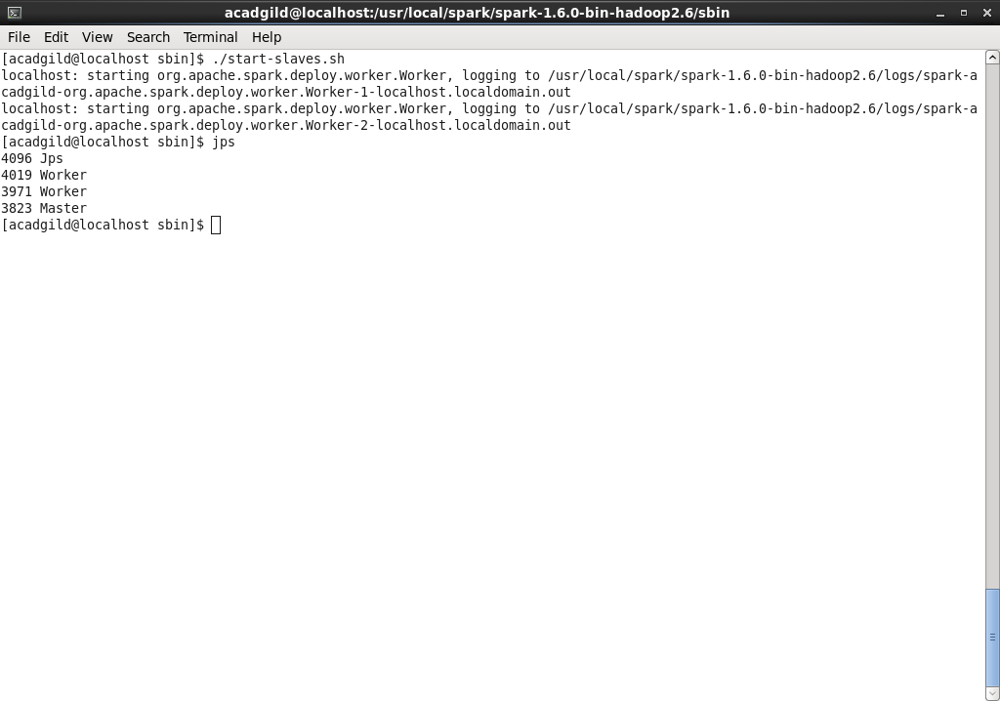 acadgild@localhost:/usr/local/spark/spark-1.6.0-bin-hadoop2.6/sbin
File Edit View Search Terminal Help
[acadgild@localhost sbin]$ ./start-slaves.sh
localhost: starting org.apache.spark.deploy.worker.Worker, logging to /usr/local/spark/spark-1.6.0-bin-hadoop2.6/logs/spark-a
cadgild-org.apache.spark.deploy.worker.Worker-1-localhost.localdomain.out
localhost: starting org.apache.spark.deploy.worker.Worker, logging to /usr/local/spark/spark-1.6.0-bin-hadoop2.6/logs/spark-a
cadgild-org.apache.spark.deploy.worker.Worker-2-localhost.localdomain.out
[acadgild@localhost sbin]$ jps
4096 Jps
4019 Worker
3971 Worker
3823 Master
[acadgild@localhost sbin]$